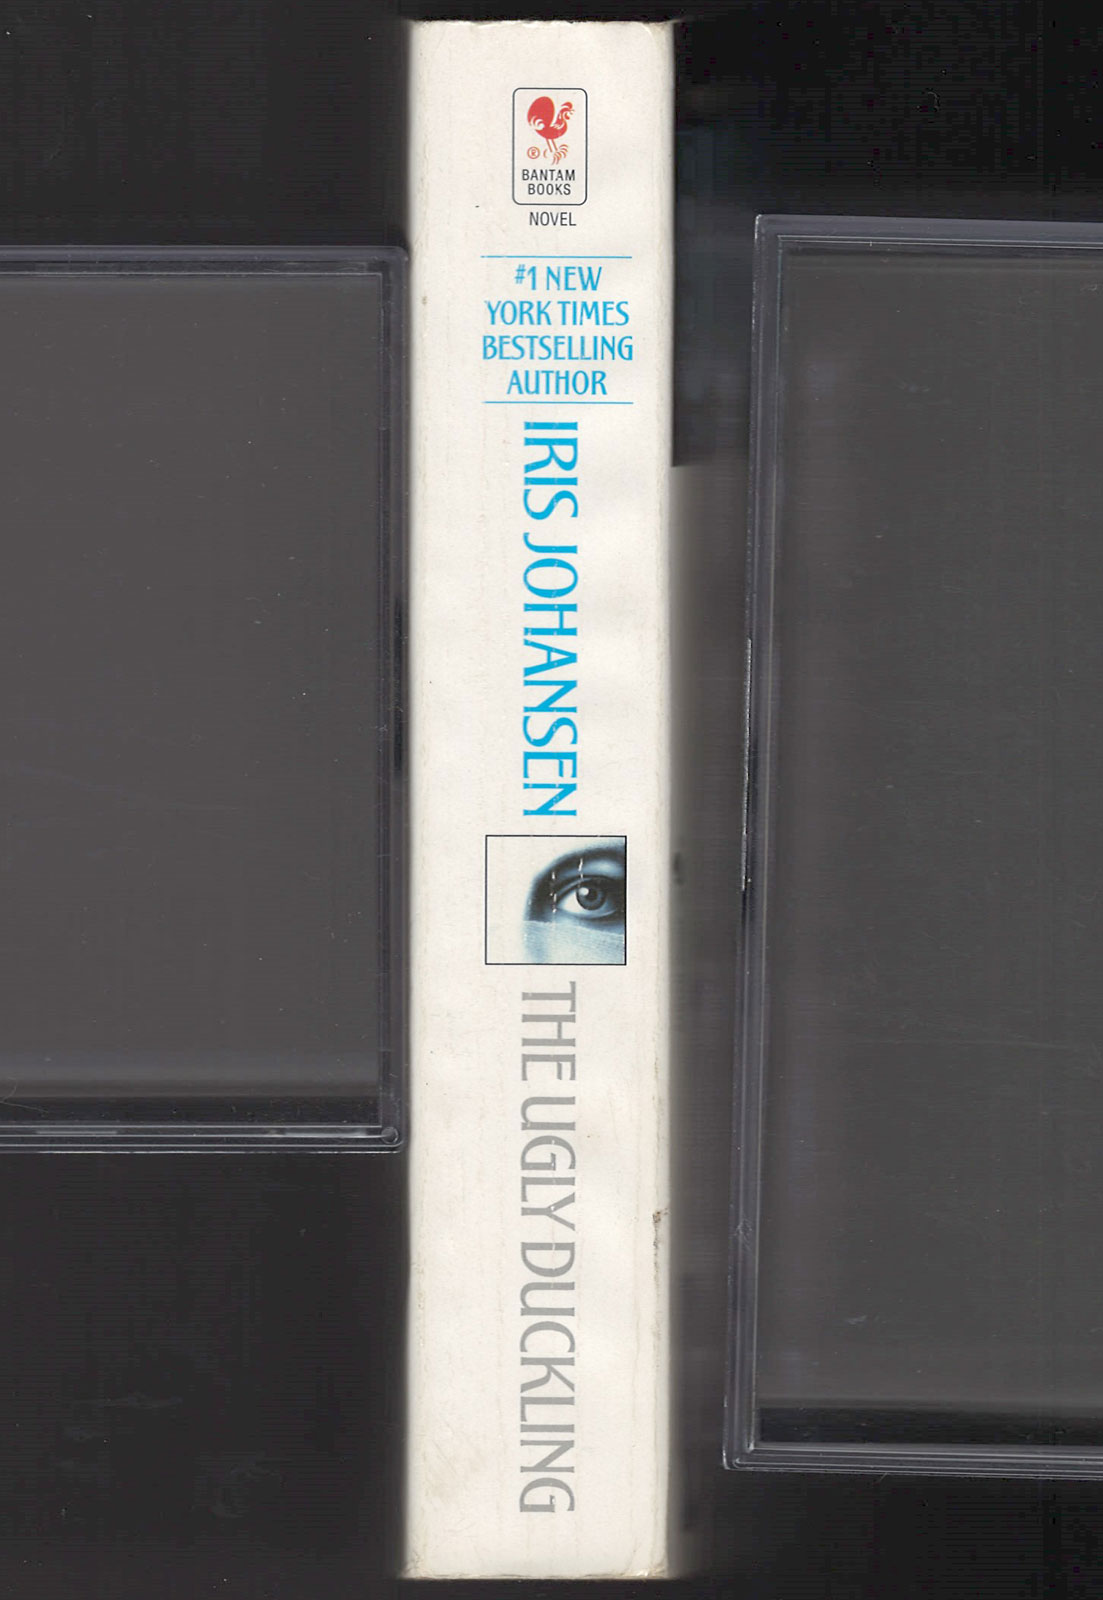 ®
BANTAM
BOOKS
NOVEL
#1 NEW
YORK TIMES
BESTSELLING
AUTHOR
IRIS JOHANSEN
THE UGLY DUCKLING